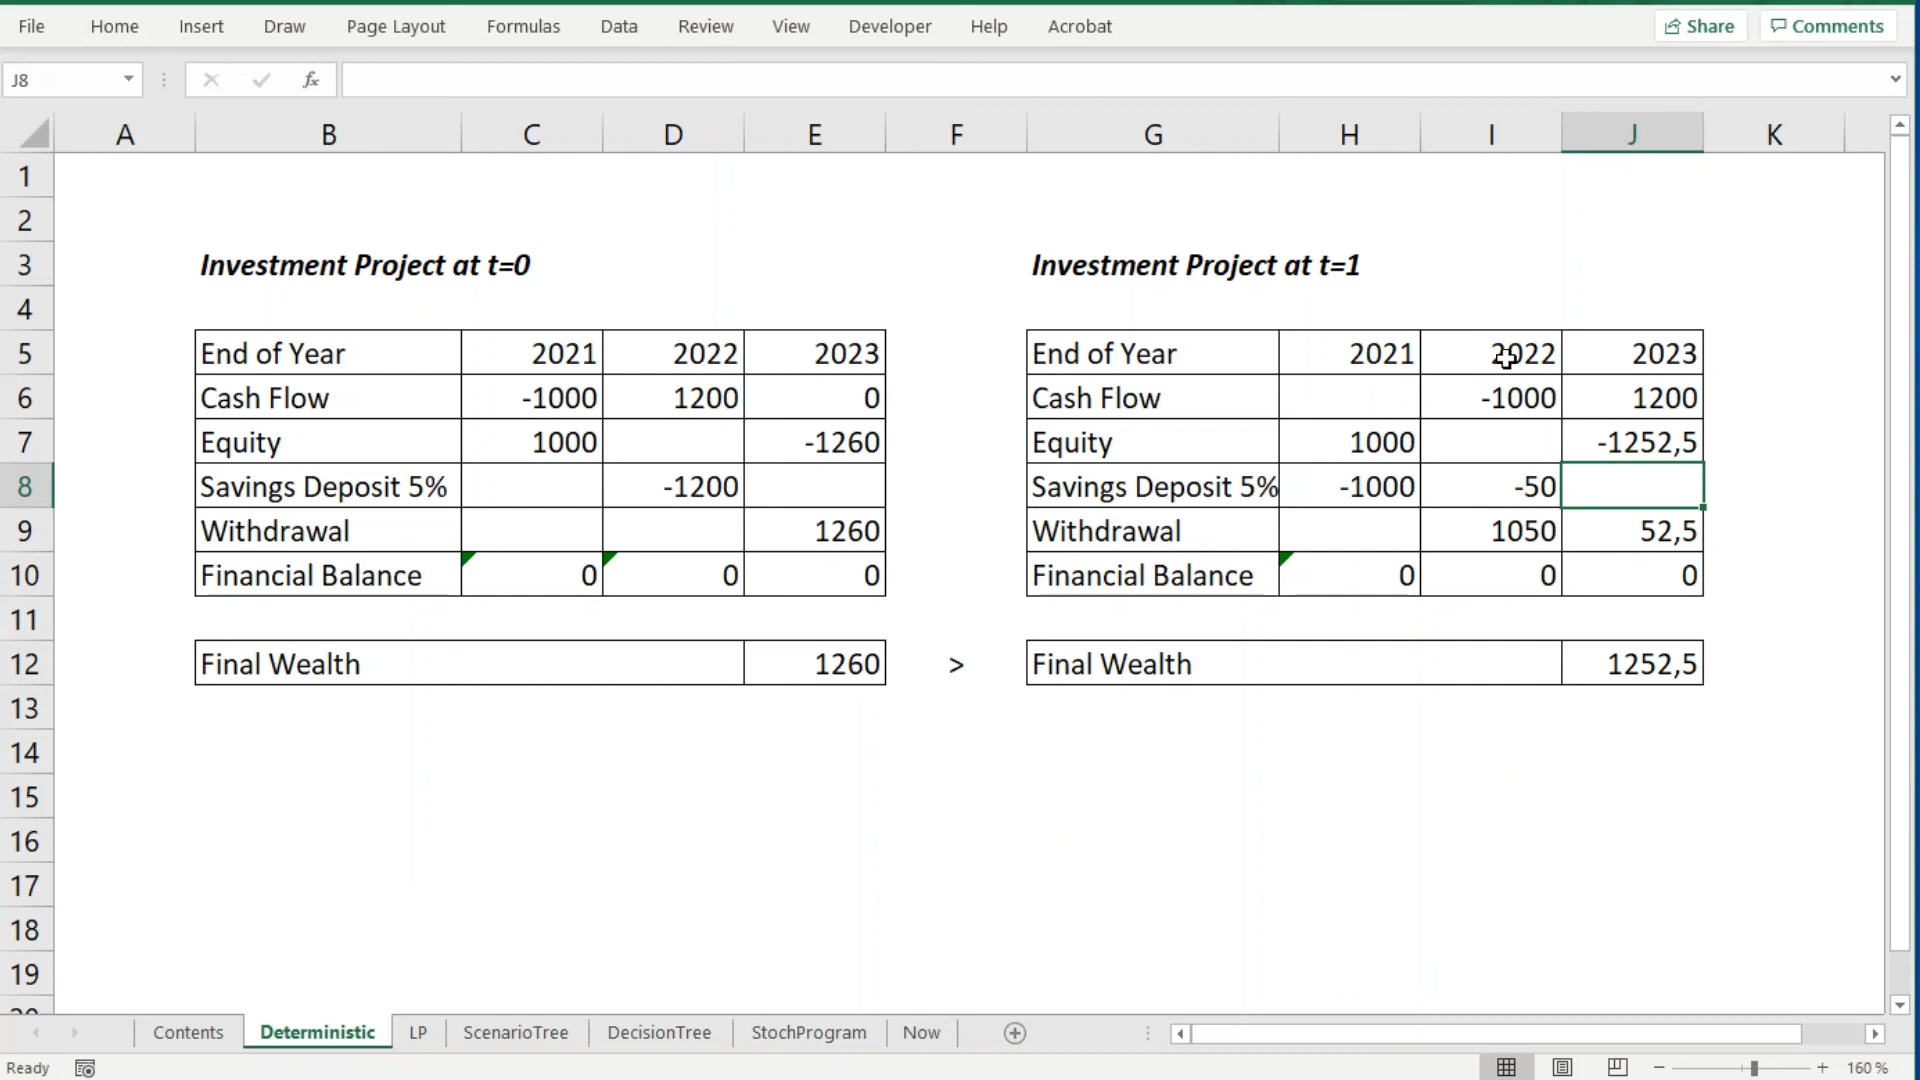 File Home Insert Draw Page Layout Formulas Data Review View Developer Help Acrobat Share Comments
J8 fx
A B C D E F G H I J K
1
2
3 Investment Project at t=0 Investment Project at t=1
4
5 End of Year 2021 2022 2023 End of Year 2021 2022 2023
6 Cash Flow -1000 1200 0 Cash Flow -1000 1200
7 Equity 1000 -1260 Equity 1000 -1252,5
8 Savings Deposit 5% -1200 Savings Deposit 5% -1000 -50
9 Withdrawal 1260 Withdrawal 1050 52,5
10 Financial Balance 0 0 0 Financial Balance 0 0 0
11
12 Final Wealth 1260 > Final Wealth 1252,5
13
14
15
16
17
18
19
Contents Deterministic LP ScenarioTree DecisionTree StochProgram Now
Ready 160 %